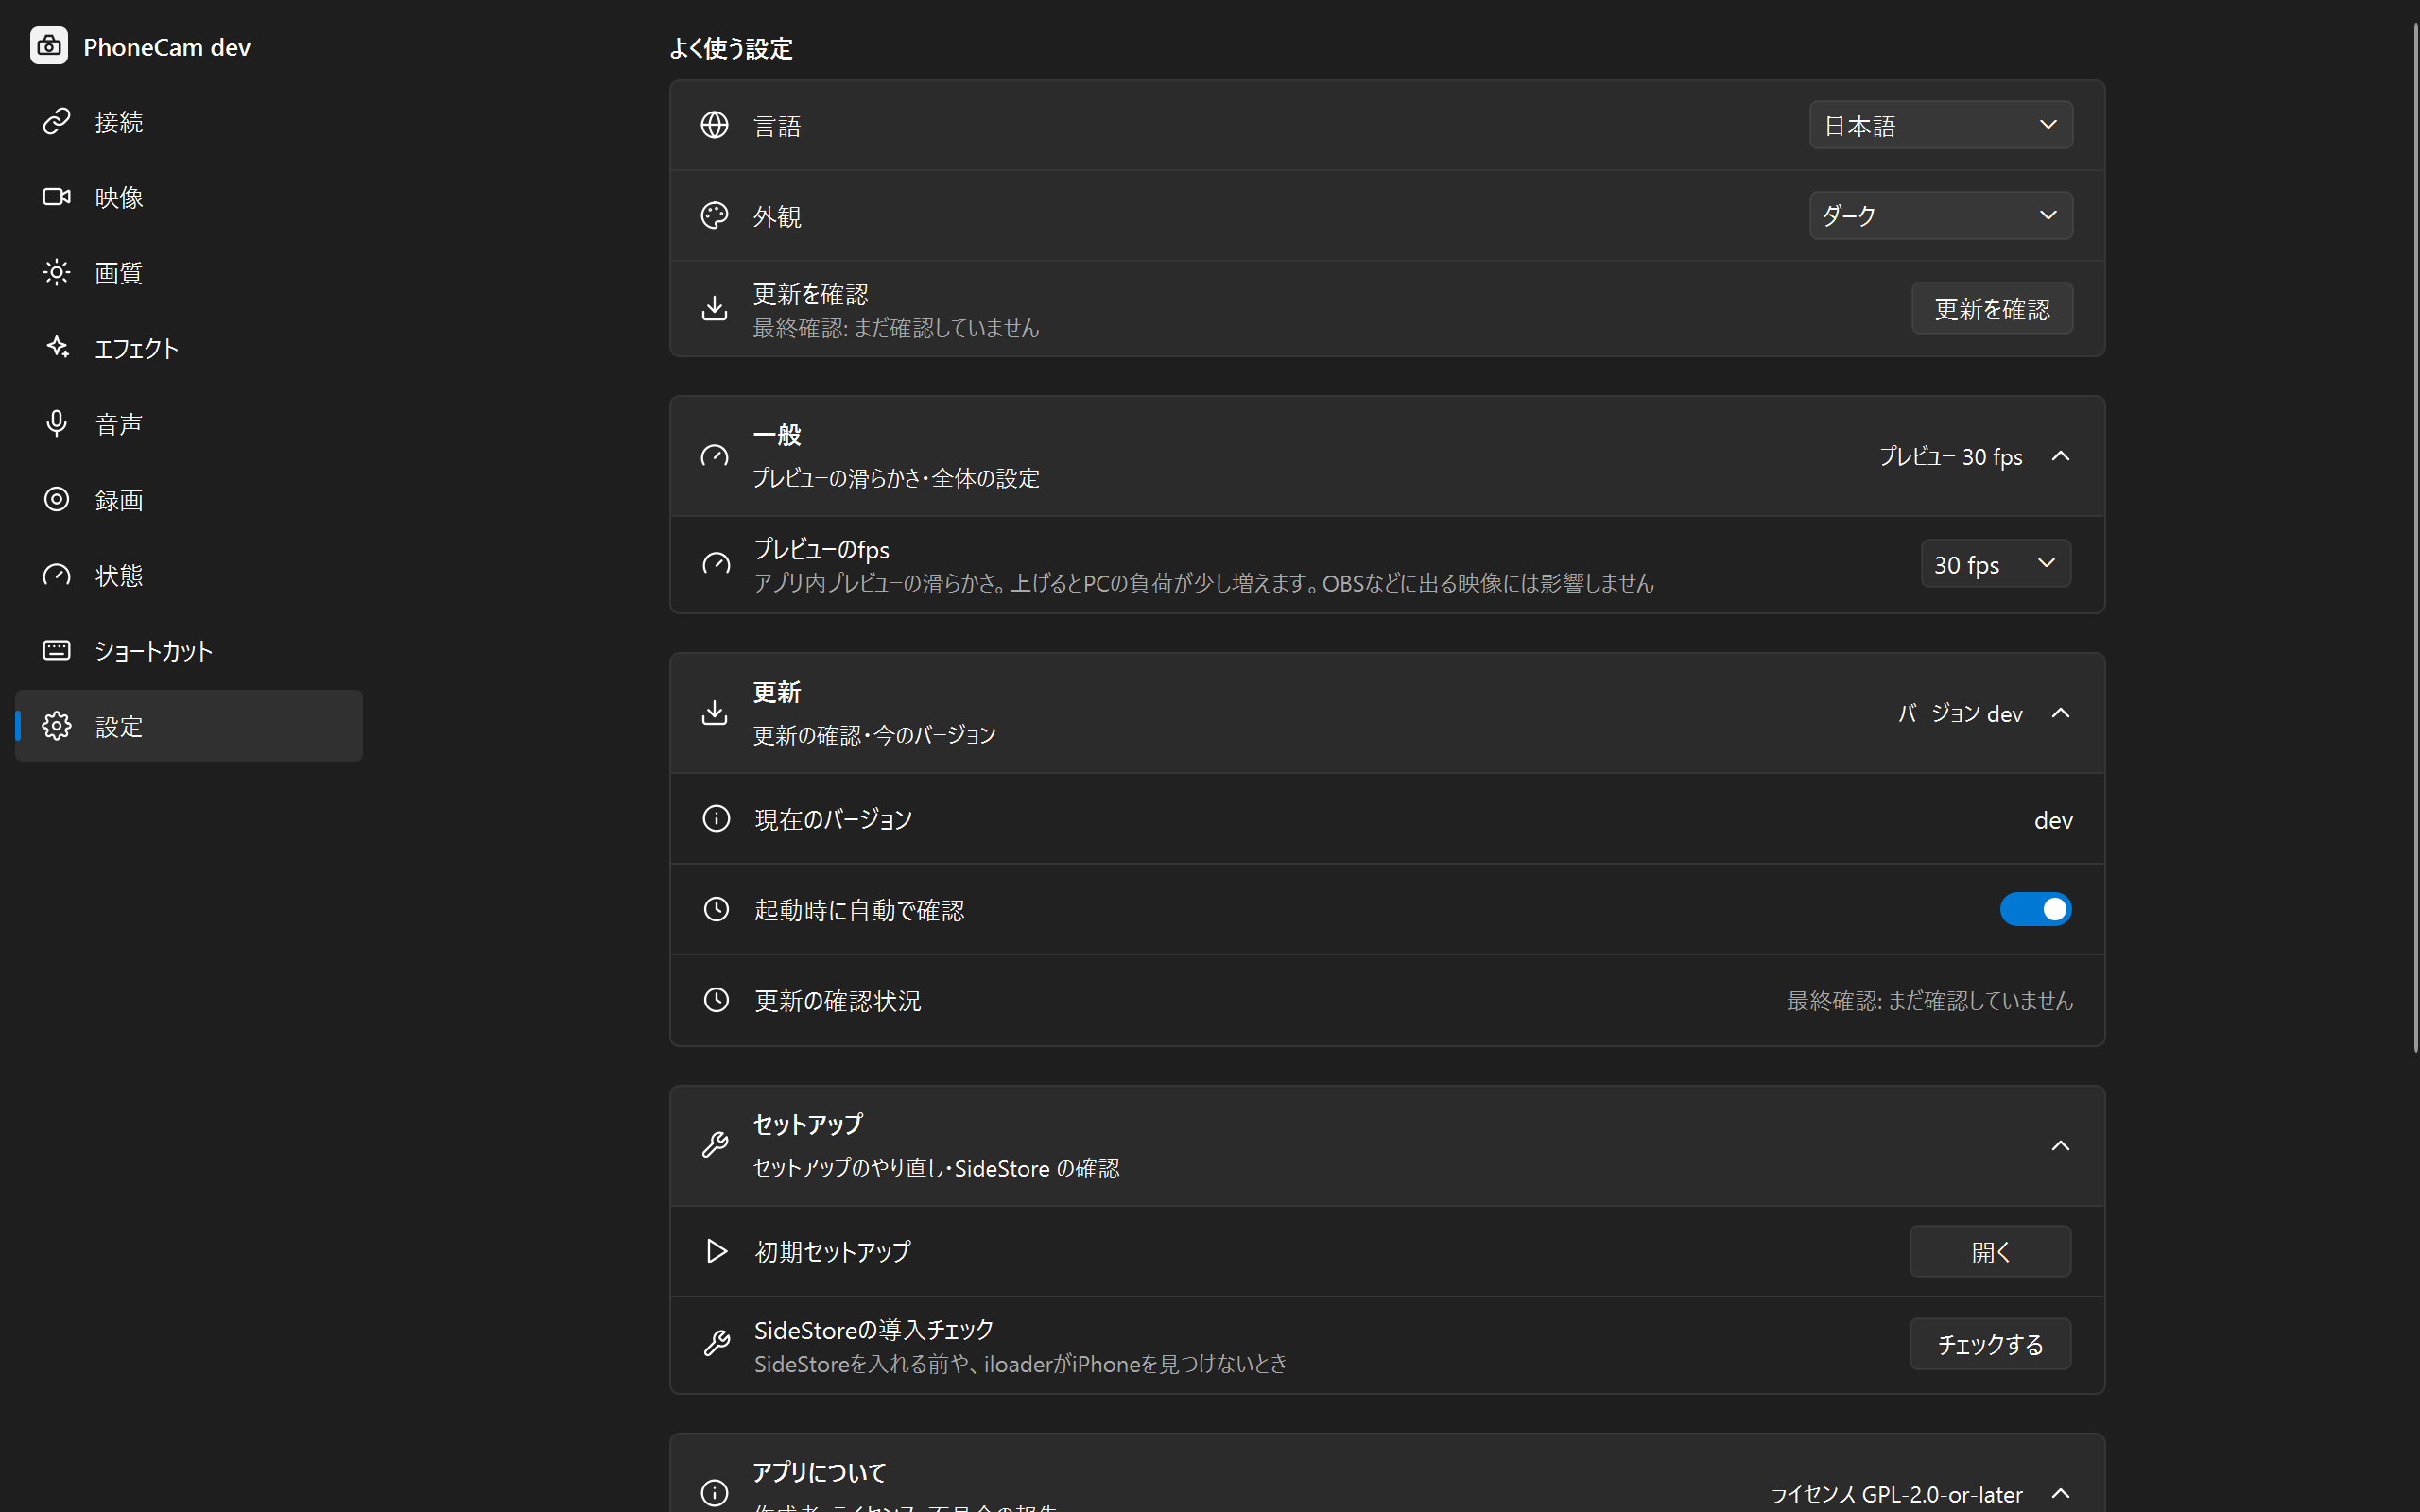 PhoneCam dev
接続
映像
画質
エフェクト
音声
録画
状態
ショートカット
設定
よく使う設定
言語
日本語
外観
ダーク
更新を確認
最終確認: まだ確認していません
更新を確認
一般
プレビューの滑らかさ・全体の設定
プレビュー 30 fps
プレビューのfps
アプリ内プレビューの滑らかさ。上げるとPCの負荷が少し増えます。OBSなどに出る映像には影響しません
30 fps
更新
更新の確認・今のバージョン
バージョン dev
現在のバージョン
dev
起動時に自動で確認
更新の確認状況
最終確認: まだ確認していません
セットアップ
セットアップのやり直し・SideStore の確認
初期セットアップ
開く
SideStoreの導入チェック
SideStoreを入れる前や、iloaderがiPhoneを見つけないとき
チェックする
アプリについて
ライセンス GPL-2.0-or-later